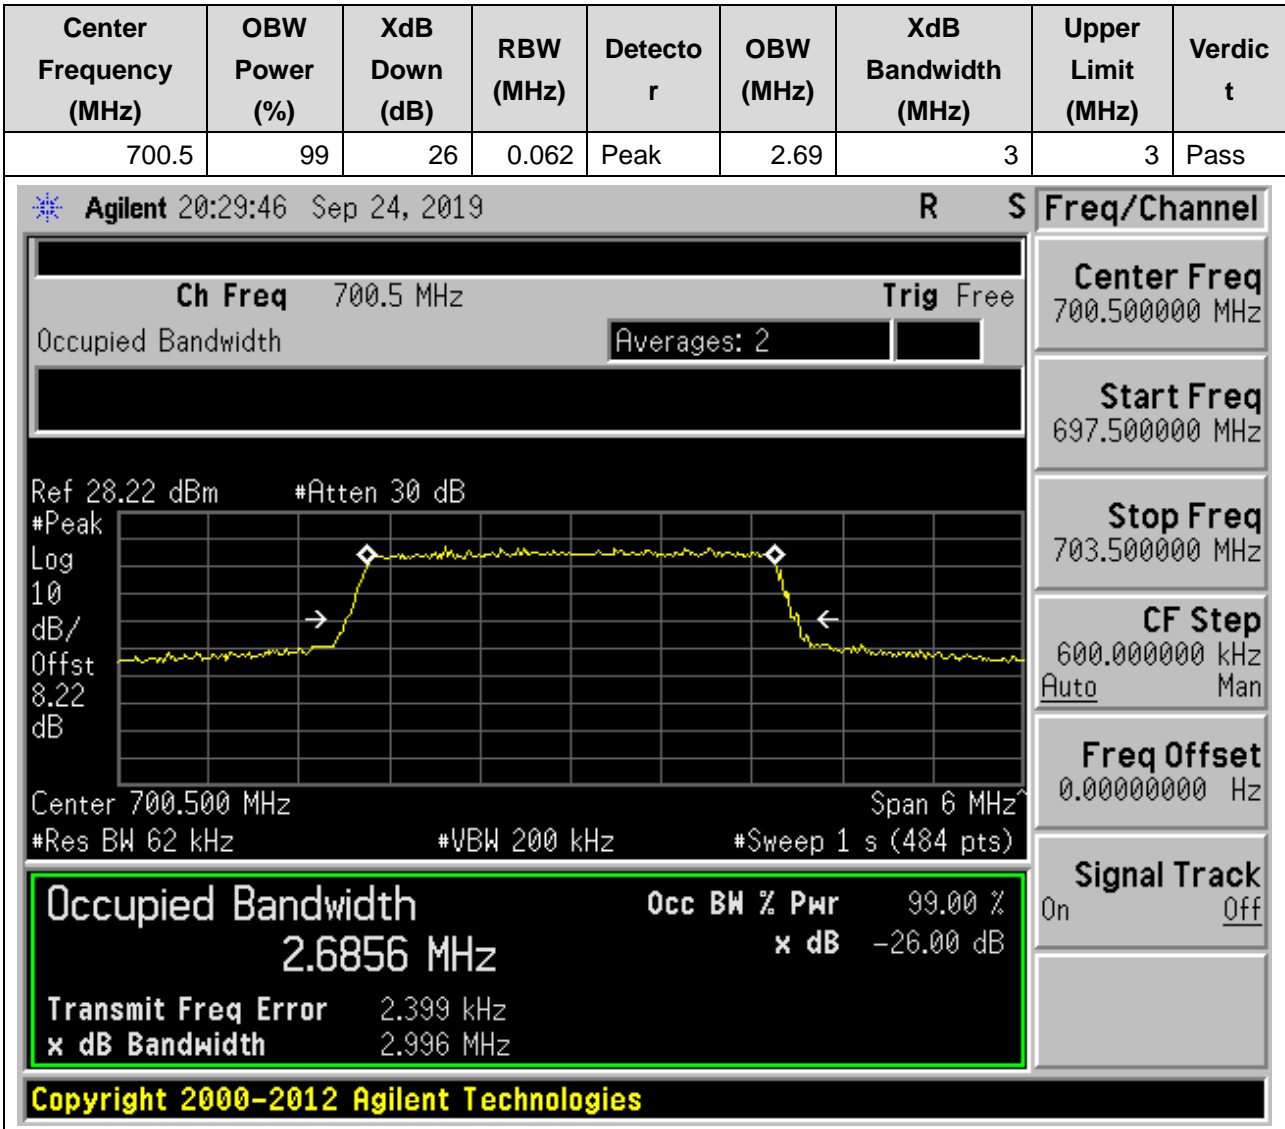 Center Frequency (MHz) OBW Power (%) XdB Down (dB) RBW (MHz) Detecto r OBW (MHz) XdB Bandwidth (MHz) Upper Limit (MHz) Verdic t
700.5 99 26 0.062 Peak 2.69 3 3 Pass
Agilent 20:29:46 Sep 24, 2019 R S
Ch Freq 700.5 MHz Trig Free
Occupied Bandwidth Averages: 2
Ref 28.22 dBm #Atten 30 dB
#Peak
Log
10
dB/
Offst
8.22
dB
Center 700.500 MHz Span 6 MHz^
#Res BW 62 kHz #VBW 200 kHz #Sweep 1 s (484 pts)
Occupied Bandwidth Occ BW % Pwr 99.00 %
2.6856 MHz x dB -26.00 dB
Transmit Freq Error 2.399 kHz
x dB Bandwidth 2.996 MHz
Copyright 2000-2012 Agilent Technologies
Freq/Channel
Center Freq
700.500000 MHz
Start Freq
697.500000 MHz
Stop Freq
703.500000 MHz
CF Step
600.000000 kHz
Auto Man
Freq Offset
0.00000000 Hz
Signal Track
On Off